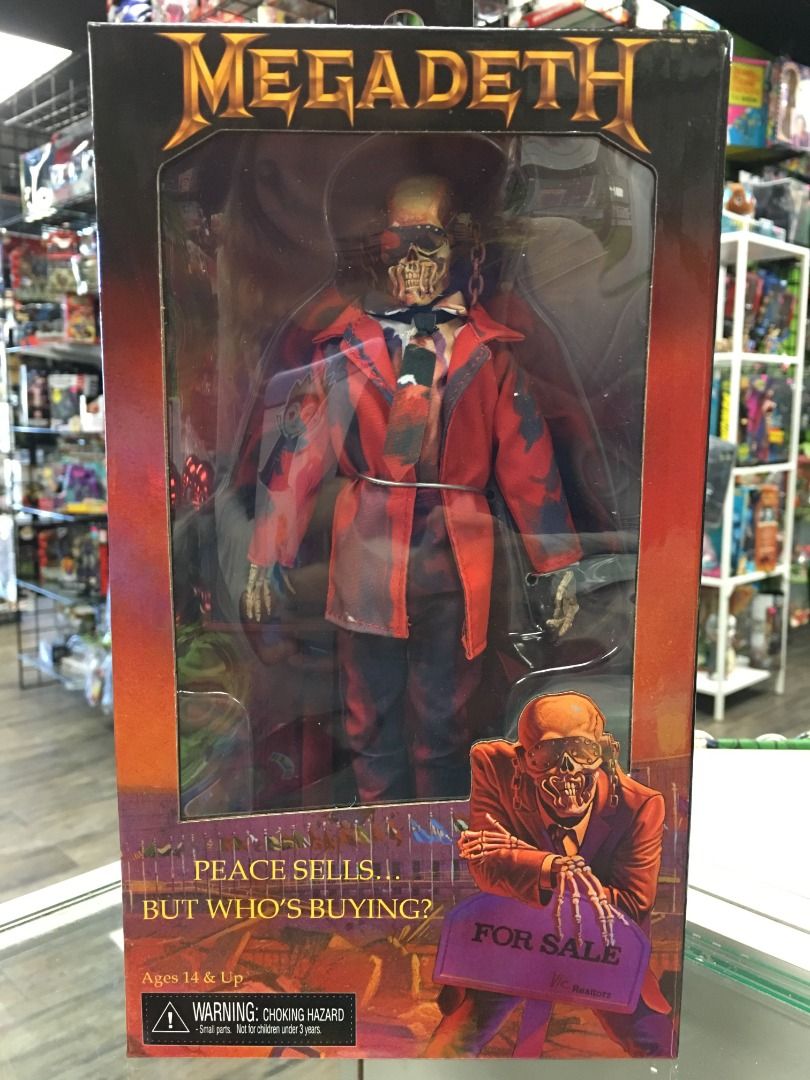 MEGADETH
PEACE SELLS...
BUT WHO'S BUYING?
FOR SALE
V/C Realtors
Ages 14 & Up
WARNING: CHOKING HAZARD
- Small parts. Not for children under 3 years.